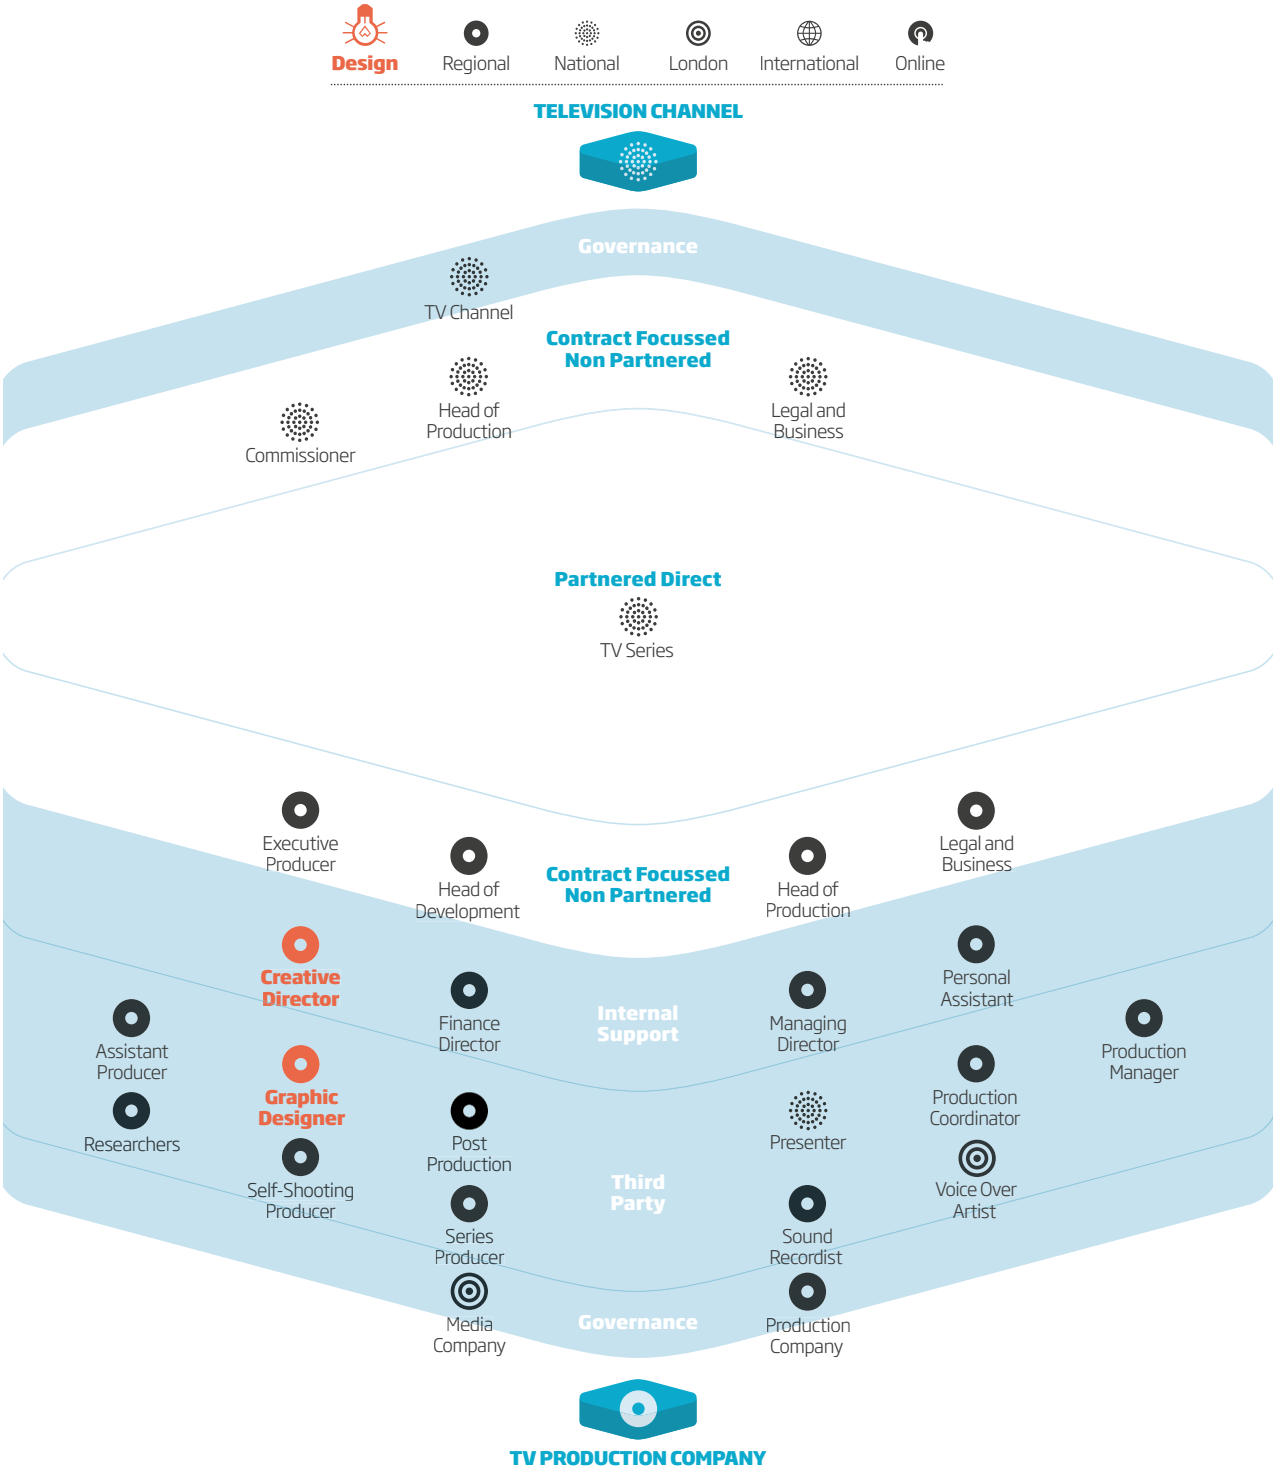 Design
Regional
National
London
International
Online
TELEVISION CHANNEL
Governance
TV Channel
Contract Focussed
Non Partnered
Head of
Production
Legal and
Business
Commissioner
Partnered Direct
TV Series
Executive
Producer
Legal and
Business
Head of
Development
Contract Focussed
Non Partnered
Head of
Production
Creative
Director
Personal
Assistant
Finance
Director
Internal
Support
Managing
Director
Assistant
Producer
Production
Manager
Graphic
Designer
Production
Coordinator
Researchers
Post
Production
Presenter
Self-Shooting
Producer
Third
Party
Voice Over
Artist
Series
Producer
Sound
Recordist
Media
Company
Governance
Production
Company
TV PRODUCTION COMPANY